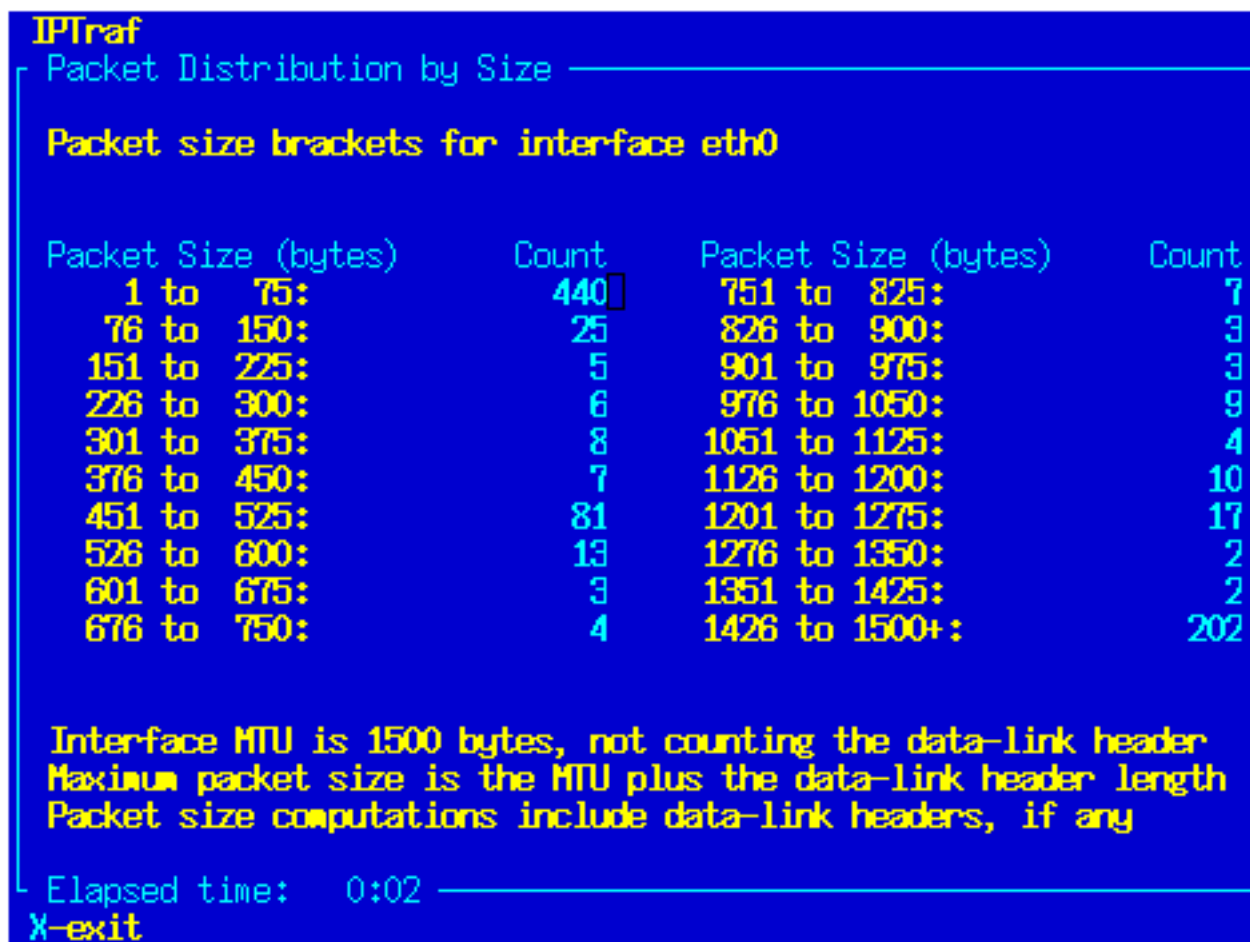 IPTraf
Packet Distribution by Size
Packet size brackets for interface eth0
Packet Size (bytes) Count Packet Size (bytes) Count
1 to 75: 440 751 to 825: 7
76 to 150: 25 826 to 900: 3
151 to 225: 5 901 to 975: 3
226 to 300: 6 976 to 1050: 9
301 to 375: 8 1051 to 1125: 4
376 to 450: 7 1126 to 1200: 10
451 to 525: 81 1201 to 1275: 17
526 to 600: 13 1276 to 1350: 2
601 to 675: 3 1351 to 1425: 2
676 to 750: 4 1426 to 1500+: 202
Interface MTU is 1500 bytes, not counting the data-link header
Maximum packet size is the MTU plus the data-link header length
Packet size computations include data-link headers, if any
Elapsed time: 0:02
X-exit